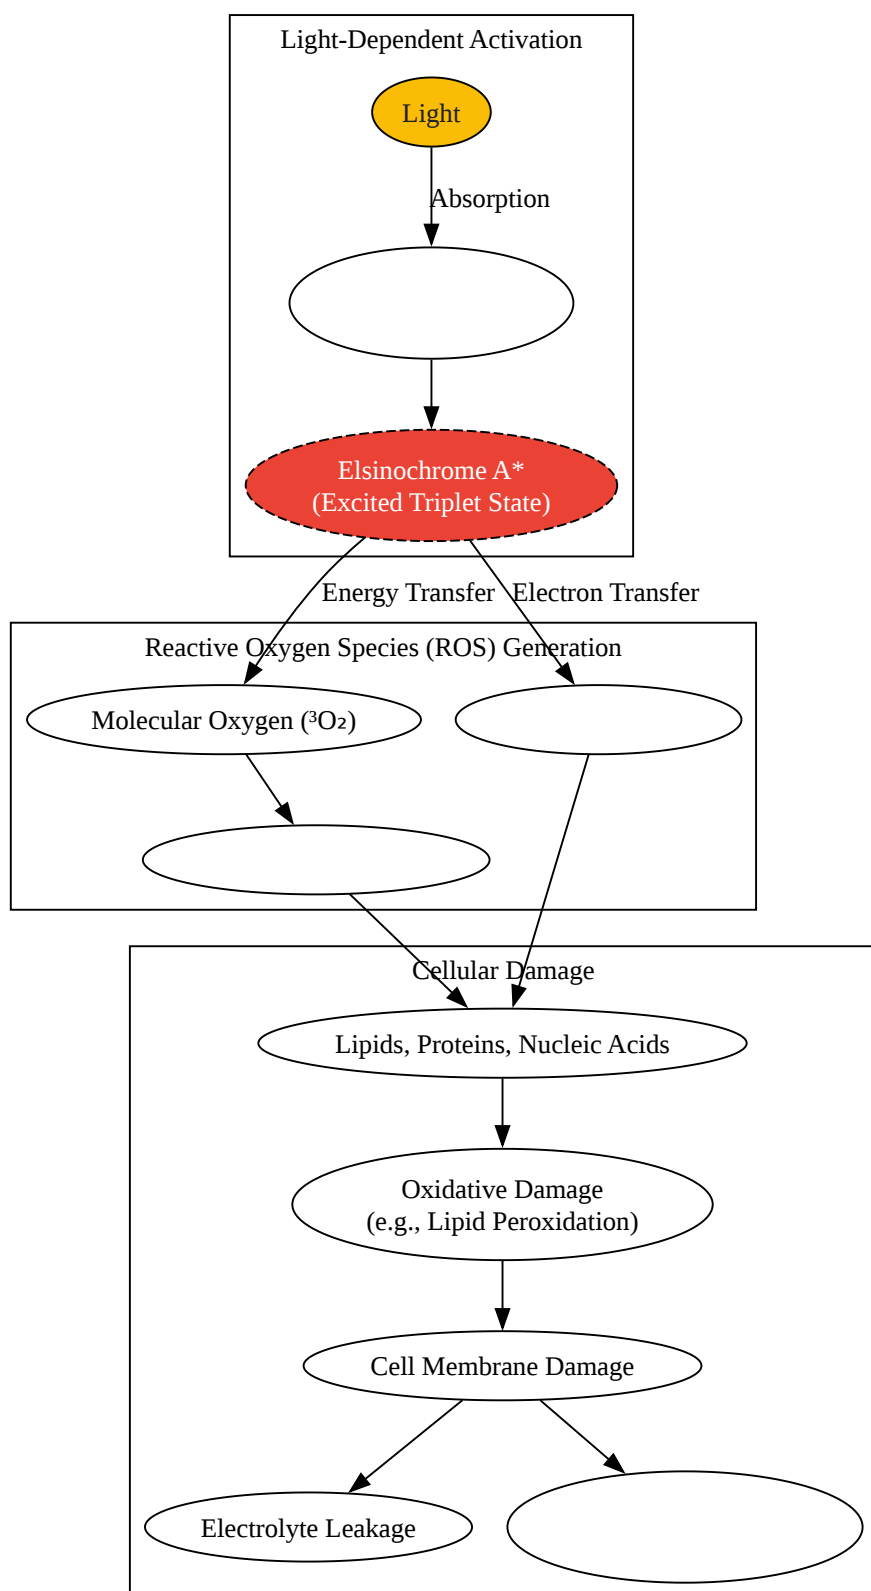 Light-Dependent Activation
Light
Absorption
Elsinochrome A*
(Excited Triplet State)
Energy Transfer
Electron Transfer
Reactive Oxygen Species (ROS) Generation
Molecular Oxygen (³O₂)
Cellular Damage
Lipids, Proteins, Nucleic Acids
Oxidative Damage
(e.g., Lipid Peroxidation)
Cell Membrane Damage
Electrolyte Leakage